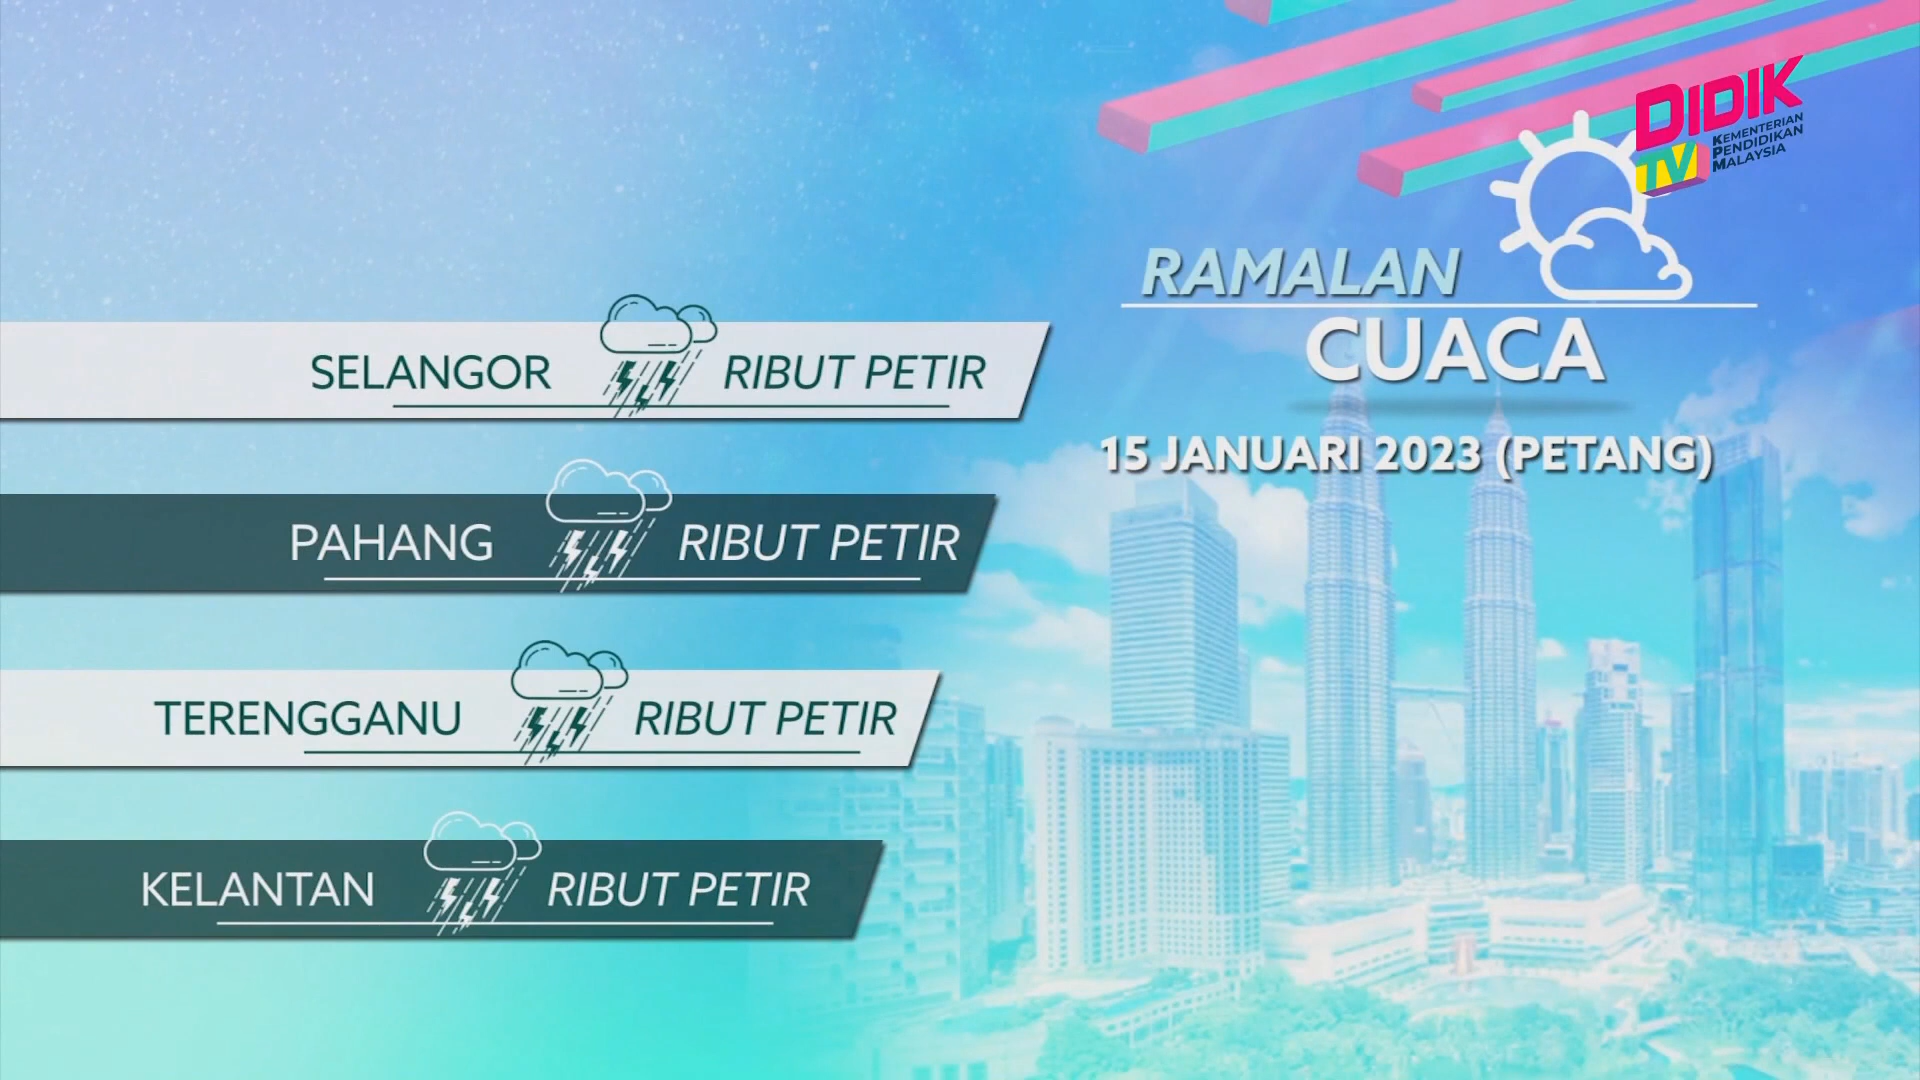 DIDIK
TV
KEMENTERIAN
PENDIDIKAN
MALAYSIA
RAMALAN
CUACA
15 JANUARI 2023 (PETANG)
SELANGOR RIBUT PETIR
PAHANG RIBUT PETIR
TERENGGANU RIBUT PETIR
KELANTAN RIBUT PETIR